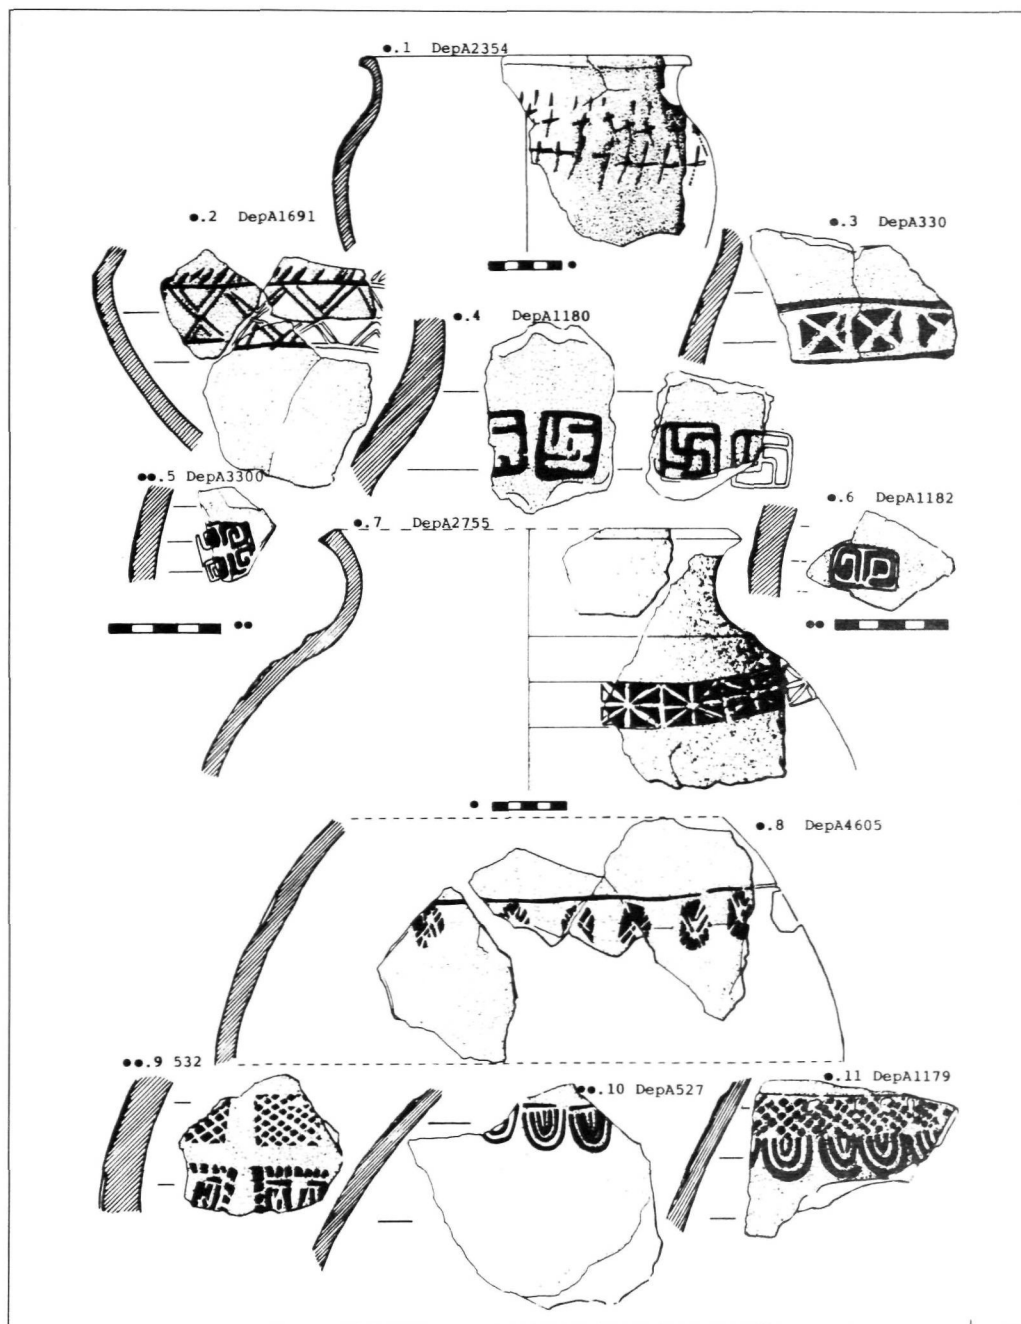 ●.1 DepA2354
●.2 DepA1691
●.3 DepA330
●
●.4 DepA1180
●●.5 DepA3300
●.6 DepA1182
●.7 DepA2755
●●
●●
●
●.8 DepA4605
●●.9 532
●●.10 DepA527
●.11 DepA1179